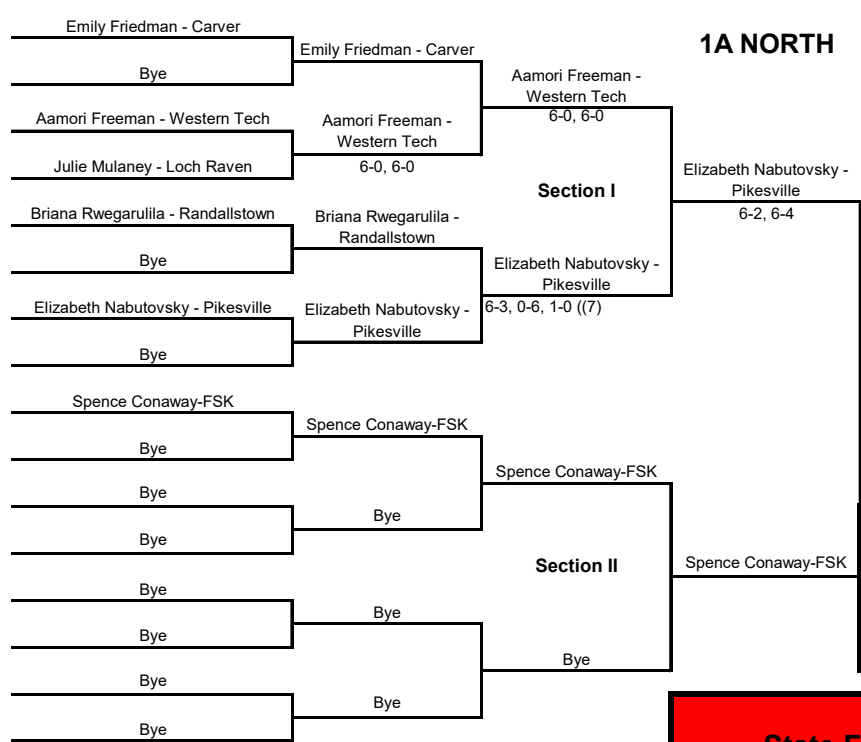 1A NORTH
Emily Friedman - Carver
Bye
Aamori Freeman - Western Tech
Julie Mulaney - Loch Raven
Briana Rwegarulila - Randallstown
Bye
Elizabeth Nabutovsky - Pikesville
Bye
Spence Conaway-FSK
Bye
Bye
Bye
Bye
Bye
Bye
Bye
Emily Friedman - Carver
Aamori Freeman -
Western Tech
6-0, 6-0
Briana Rwegarulila -
Randallstown
Elizabeth Nabutovsky -
Pikesville
Spence Conaway-FSK
Bye
Bye
Bye
Aamori Freeman -
Western Tech
6-0, 6-0
Section I
Elizabeth Nabutovsky -
Pikesville
6-3, 0-6, 1-0 ((7)
Spence Conaway-FSK
Section II
Bye
Elizabeth Nabutovsky -
Pikesville
6-2, 6-4
Spence Conaway-FSK